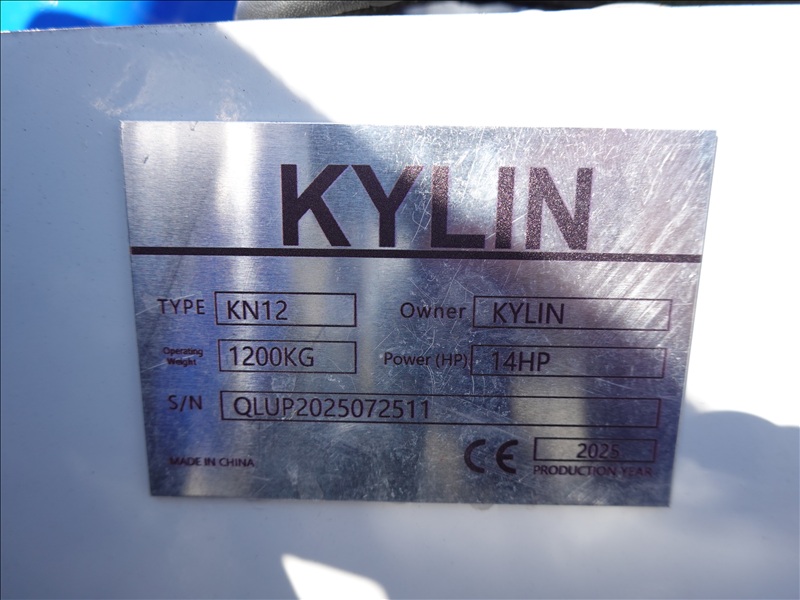 KYLIN
TYPE KN12 Owner KYLIN
Operating Weight 1200KG Power (HP) 14HP
S/N QLUP2025072511
MADE IN CHINA CE 2025
PRODUCTION YEAR